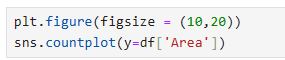 plt.figure(figsize = (10,20))
sns.countplot(y=df['Area'])